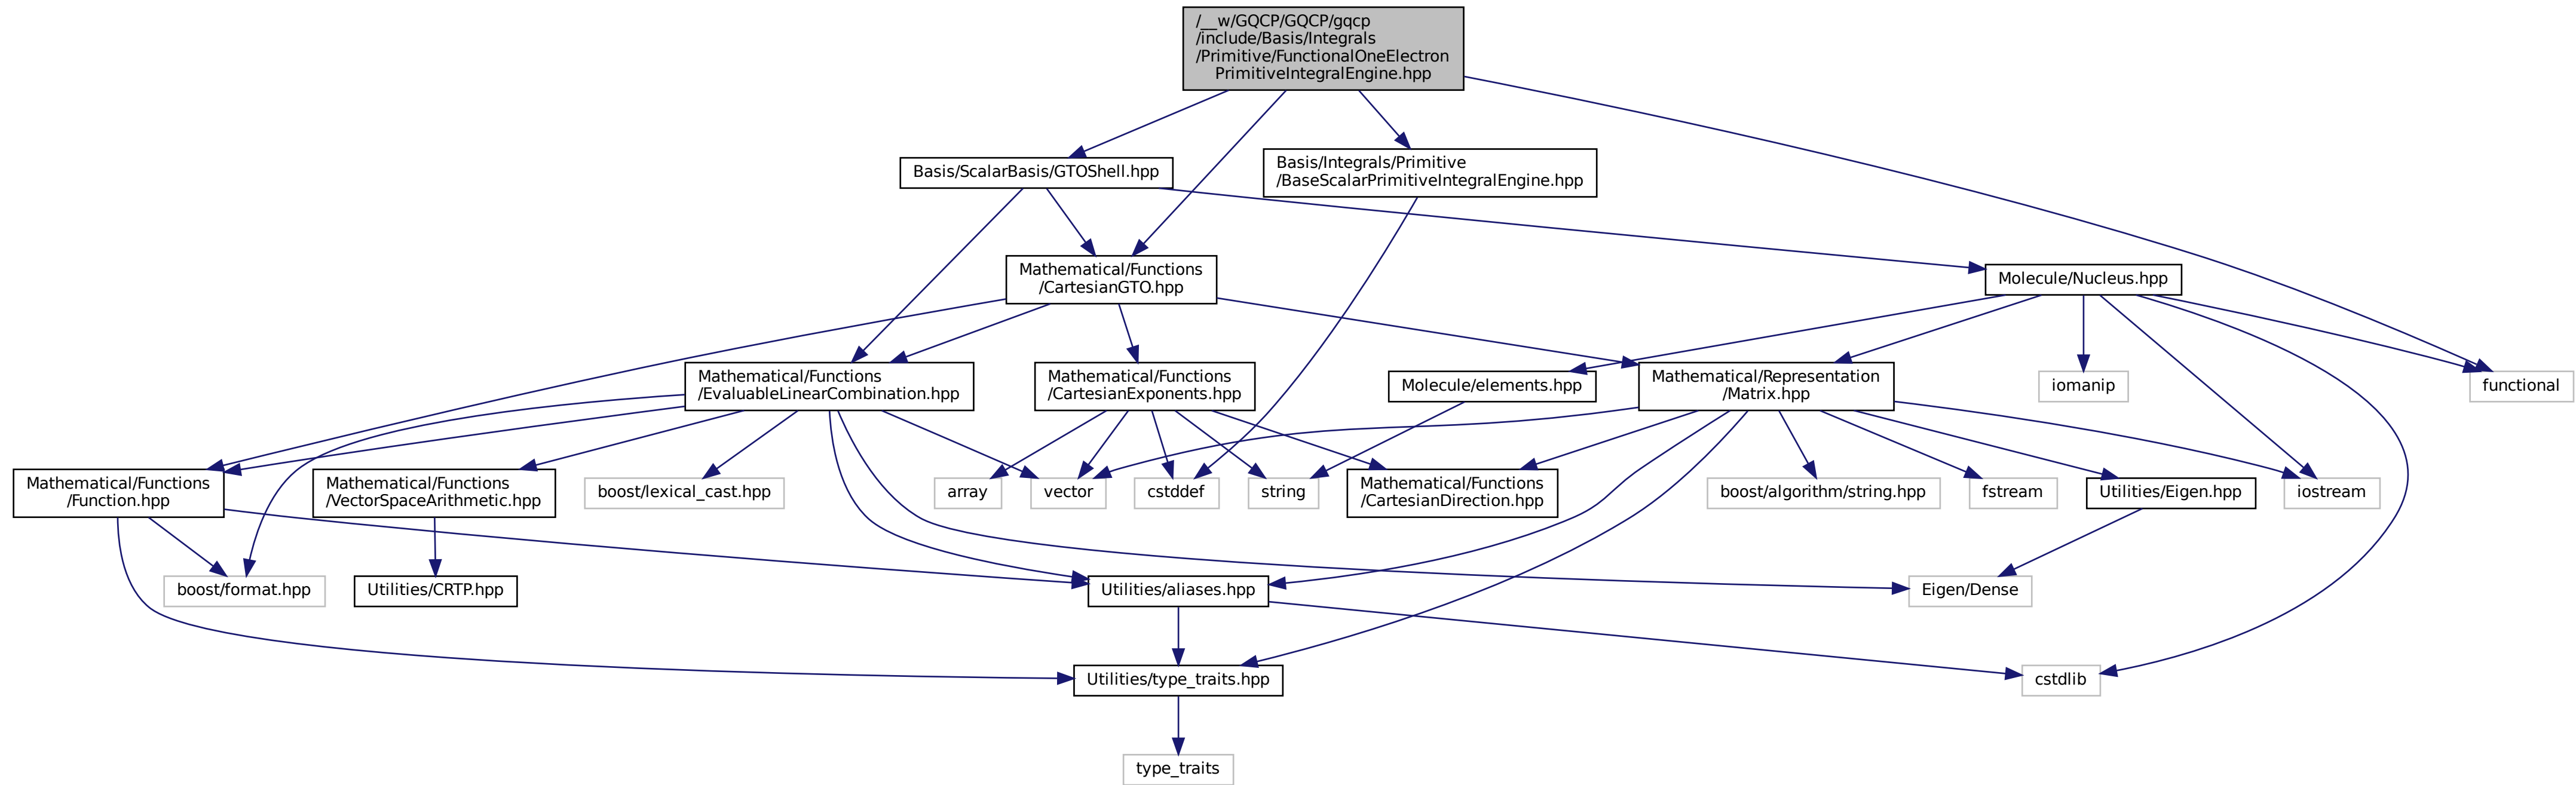 /__w/GQCP/GQCP/gqcp
/include/Basis/Integrals
/Primitive/FunctionalOneElectron
PrimitiveIntegralEngine.hpp
Basis/ScalarBasis/GTOShell.hpp
Basis/Integrals/Primitive
/BaseScalarPrimitiveIntegralEngine.hpp
Mathematical/Functions
/CartesianGTO.hpp
Molecule/Nucleus.hpp
Mathematical/Functions
/EvaluableLinearCombination.hpp
Mathematical/Functions
/CartesianExponents.hpp
Molecule/elements.hpp
Mathematical/Representation
/Matrix.hpp
iomanip
functional
Mathematical/Functions
/Function.hpp
Mathematical/Functions
/VectorSpaceArithmetic.hpp
boost/lexical_cast.hpp
array
vector
cstddef
string
Mathematical/Functions
/CartesianDirection.hpp
boost/algorithm/string.hpp
fstream
Utilities/Eigen.hpp
iostream
boost/format.hpp
Utilities/CRTP.hpp
Utilities/aliases.hpp
Eigen/Dense
Utilities/type_traits.hpp
cstdlib
type_traits